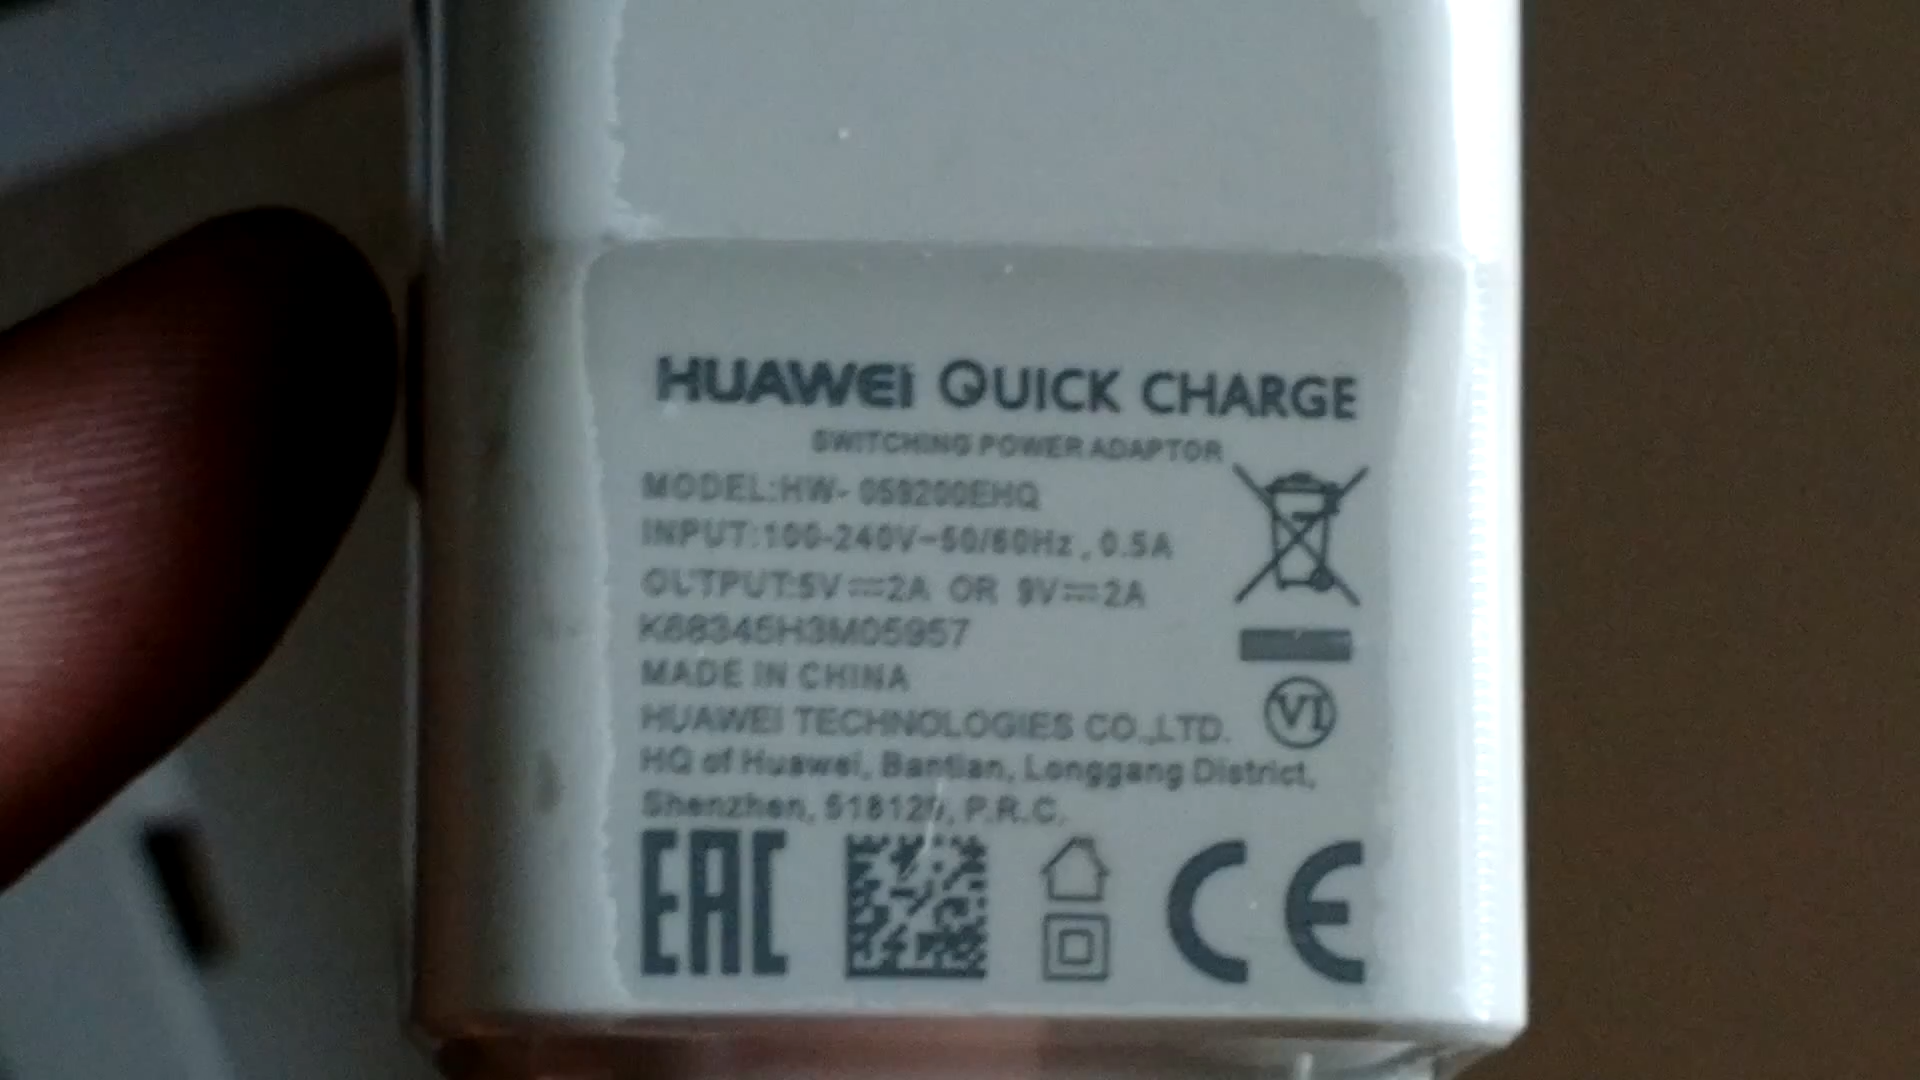 HUAWEI QUICK CHARGE
SWITCHING POWER ADAPTOR
MODEL:HW- 059200EHQ
INPUT:100-240V~50/60Hz , 0.5A
OUTPUT:5V⎓2A OR 9V⎓2A
K68345H3M05957
MADE IN CHINA
HUAWEI TECHNOLOGIES CO.,LTD.
VI
HQ of Huawei, Bantian, Longgang District,
Shenzhen, 518129, P.R.C.
EAC CE